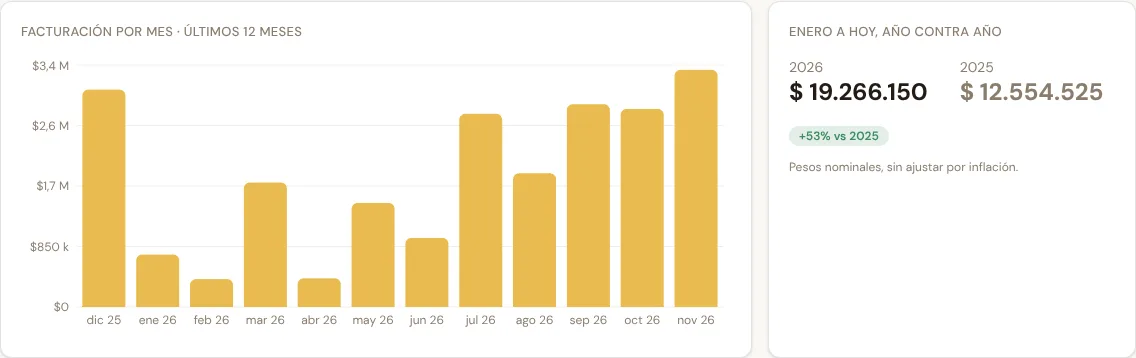 FACTURACIÓN POR MES · ÚLTIMOS 12 MESES
$3,4 M
$2,6 M
$1,7 M
$850 k
$0
dic 25 ene 26 feb 26 mar 26 abr 26 may 26 jun 26 jul 26 ago 26 sep 26 oct 26 nov 26
ENERO A HOY, AÑO CONTRA AÑO
2026 2025
$ 19.266.150 $ 12.554.525
+53% vs 2025
Pesos nominales, sin ajustar por inflación.